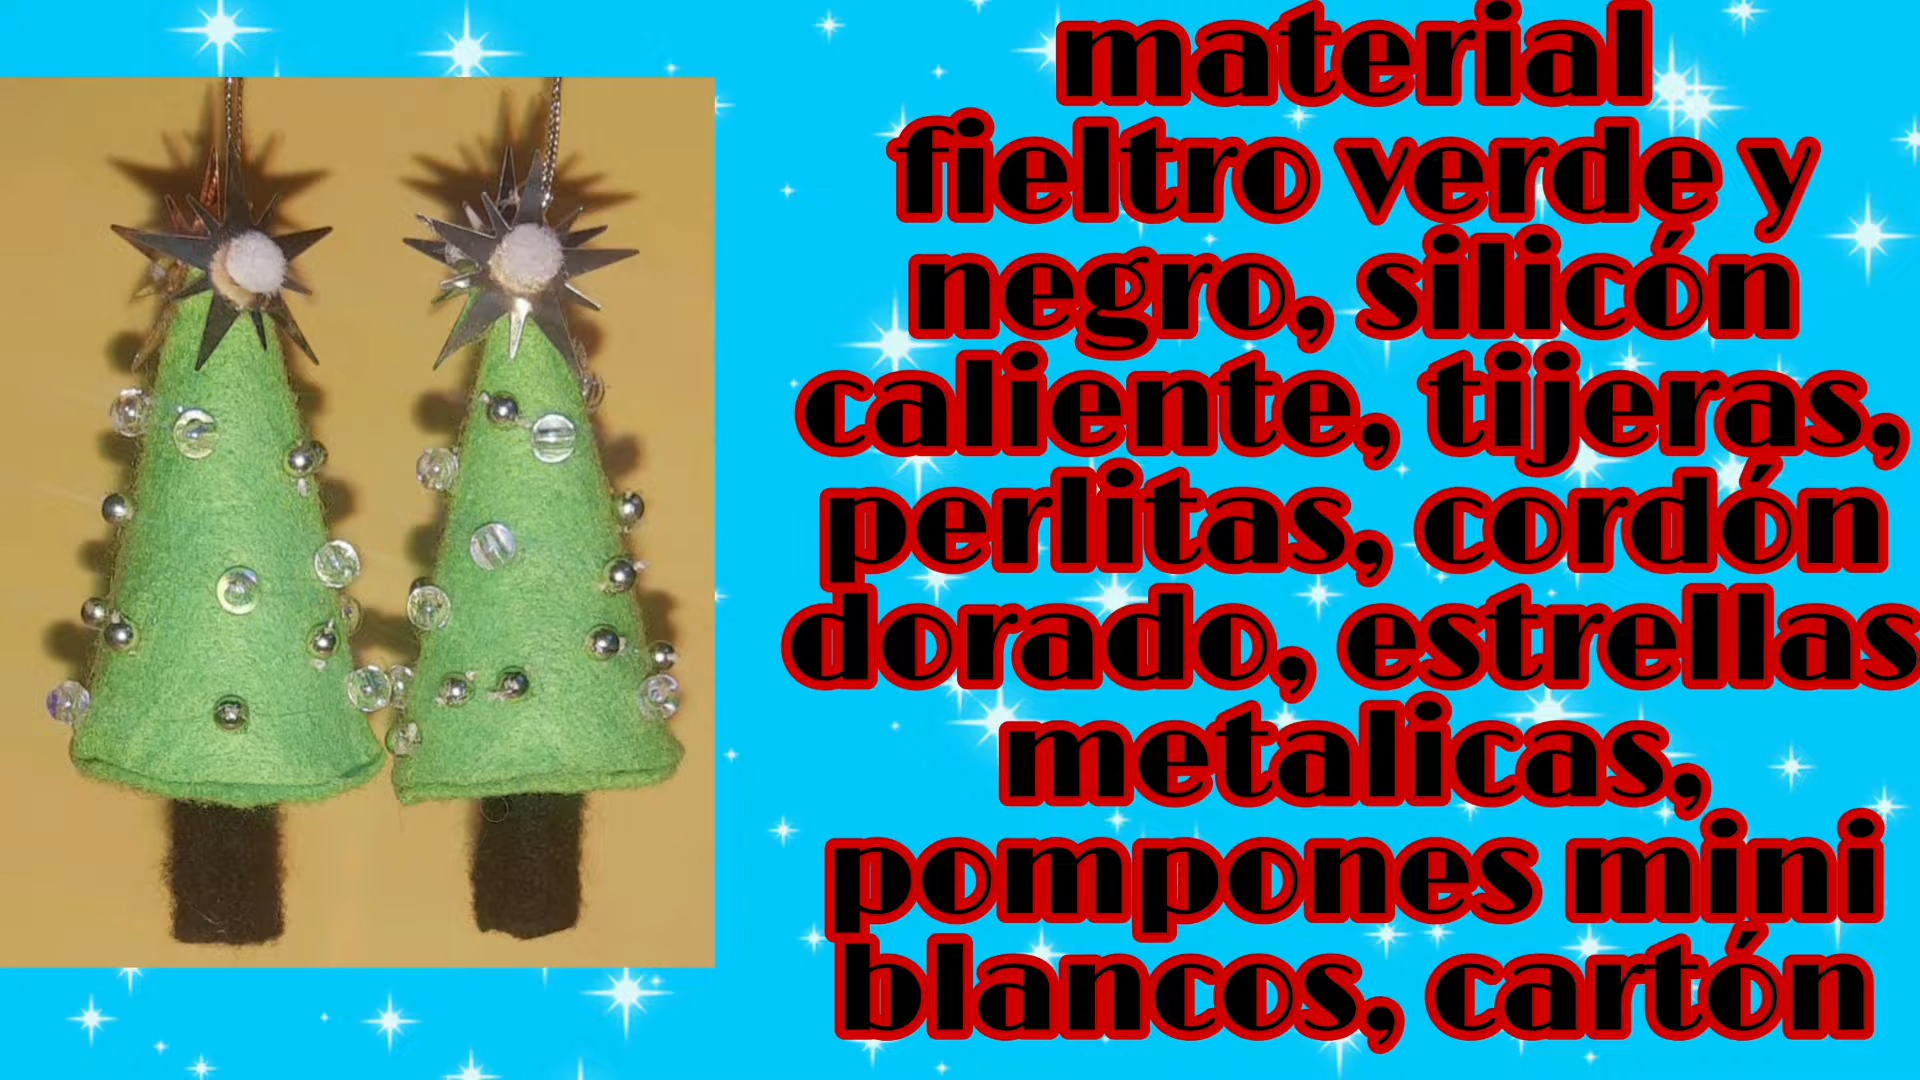 material
fieltro verde y
negro, silicón
caliente, tijeras,
perlitas, cordón
dorado, estrellas
metalicas,
pompones mini
blancos, cartón